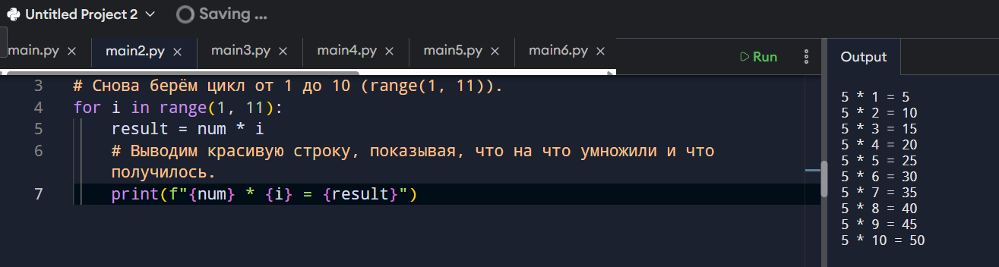 Untitled Project 2 Saving ...
main.py × main2.py × main3.py × main4.py × main5.py × main6.py ×
Run
Output
3 # Снова берём цикл от 1 до 10 (range(1, 11)).
4 for i in range(1, 11):
5 result = num * i
6 # Выводим красивую строку, показывая, что на что умножили и что
получилось.
7 print(f"{num} * {i} = {result}")
5 * 1 = 5
5 * 2 = 10
5 * 3 = 15
5 * 4 = 20
5 * 5 = 25
5 * 6 = 30
5 * 7 = 35
5 * 8 = 40
5 * 9 = 45
5 * 10 = 50